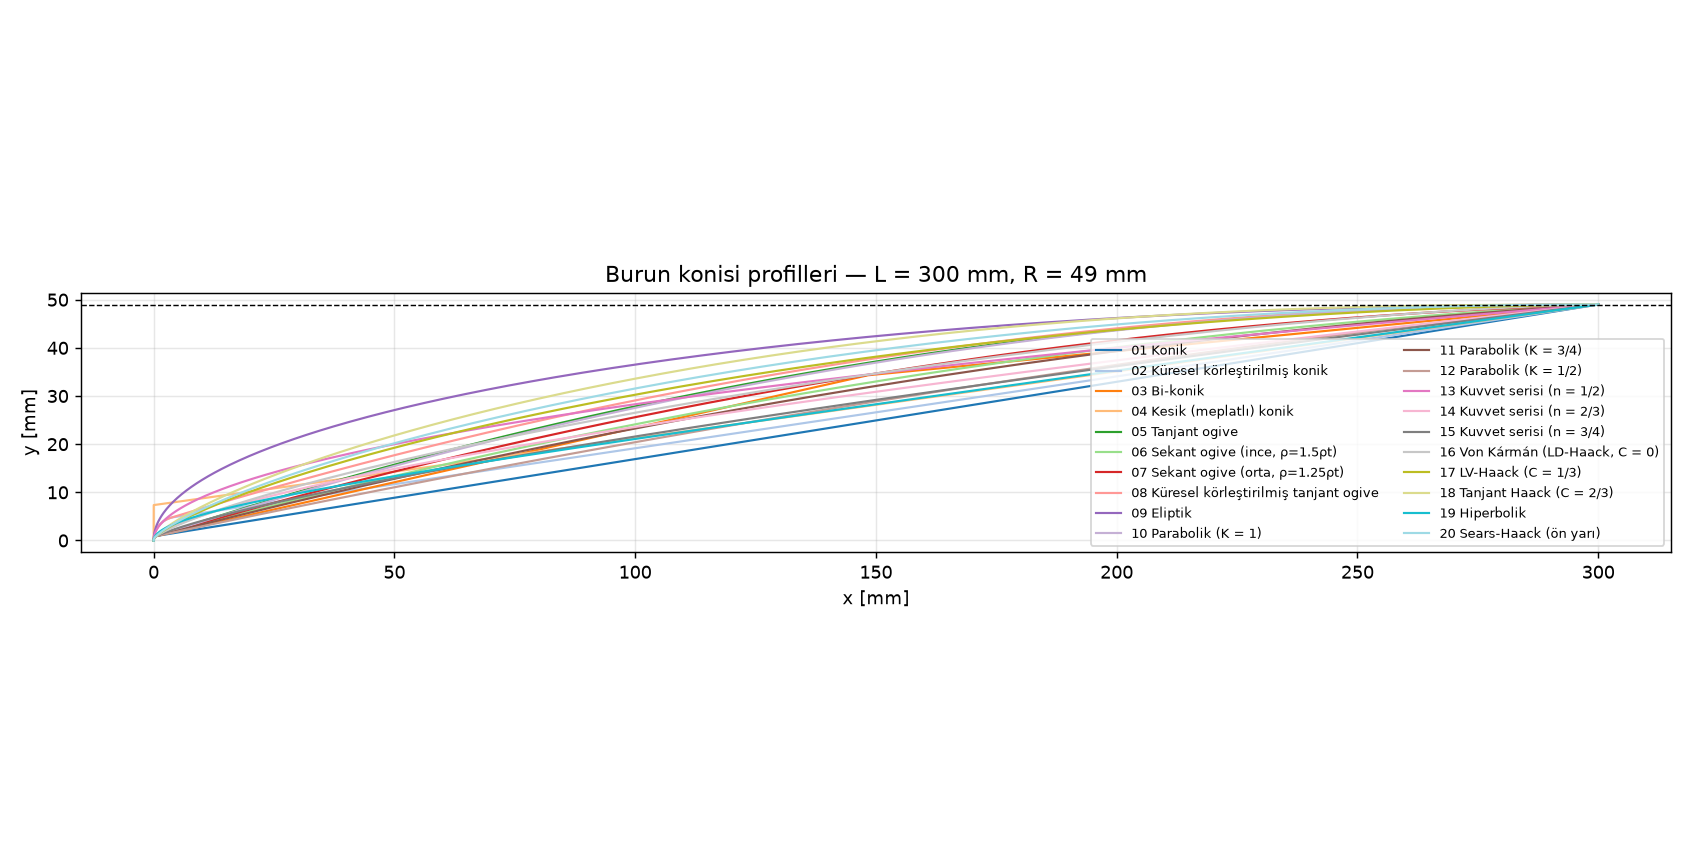 Burun konisi profilleri — L = 300 mm, R = 49 mm
y [mm]
50
40
30
20
10
0
01 Konik
02 Küresel körleştirilmiş konik
03 Bi-konik
04 Kesik (meplatlı) konik
05 Tanjant ogive
06 Sekant ogive (ince, ρ=1.5ρt)
07 Sekant ogive (orta, ρ=1.25ρt)
08 Küresel körleştirilmiş tanjant ogive
09 Eliptik
10 Parabolik (K = 1)
11 Parabolik (K = 3/4)
12 Parabolik (K = 1/2)
13 Kuvvet serisi (n = 1/2)
14 Kuvvet serisi (n = 2/3)
15 Kuvvet serisi (n = 3/4)
16 Von Kármán (LD-Haack, C = 0)
17 LV-Haack (C = 1/3)
18 Tanjant Haack (C = 2/3)
19 Hiperbolik
20 Sears-Haack (ön yarı)
0 50 100 150 200 250 300
x [mm]